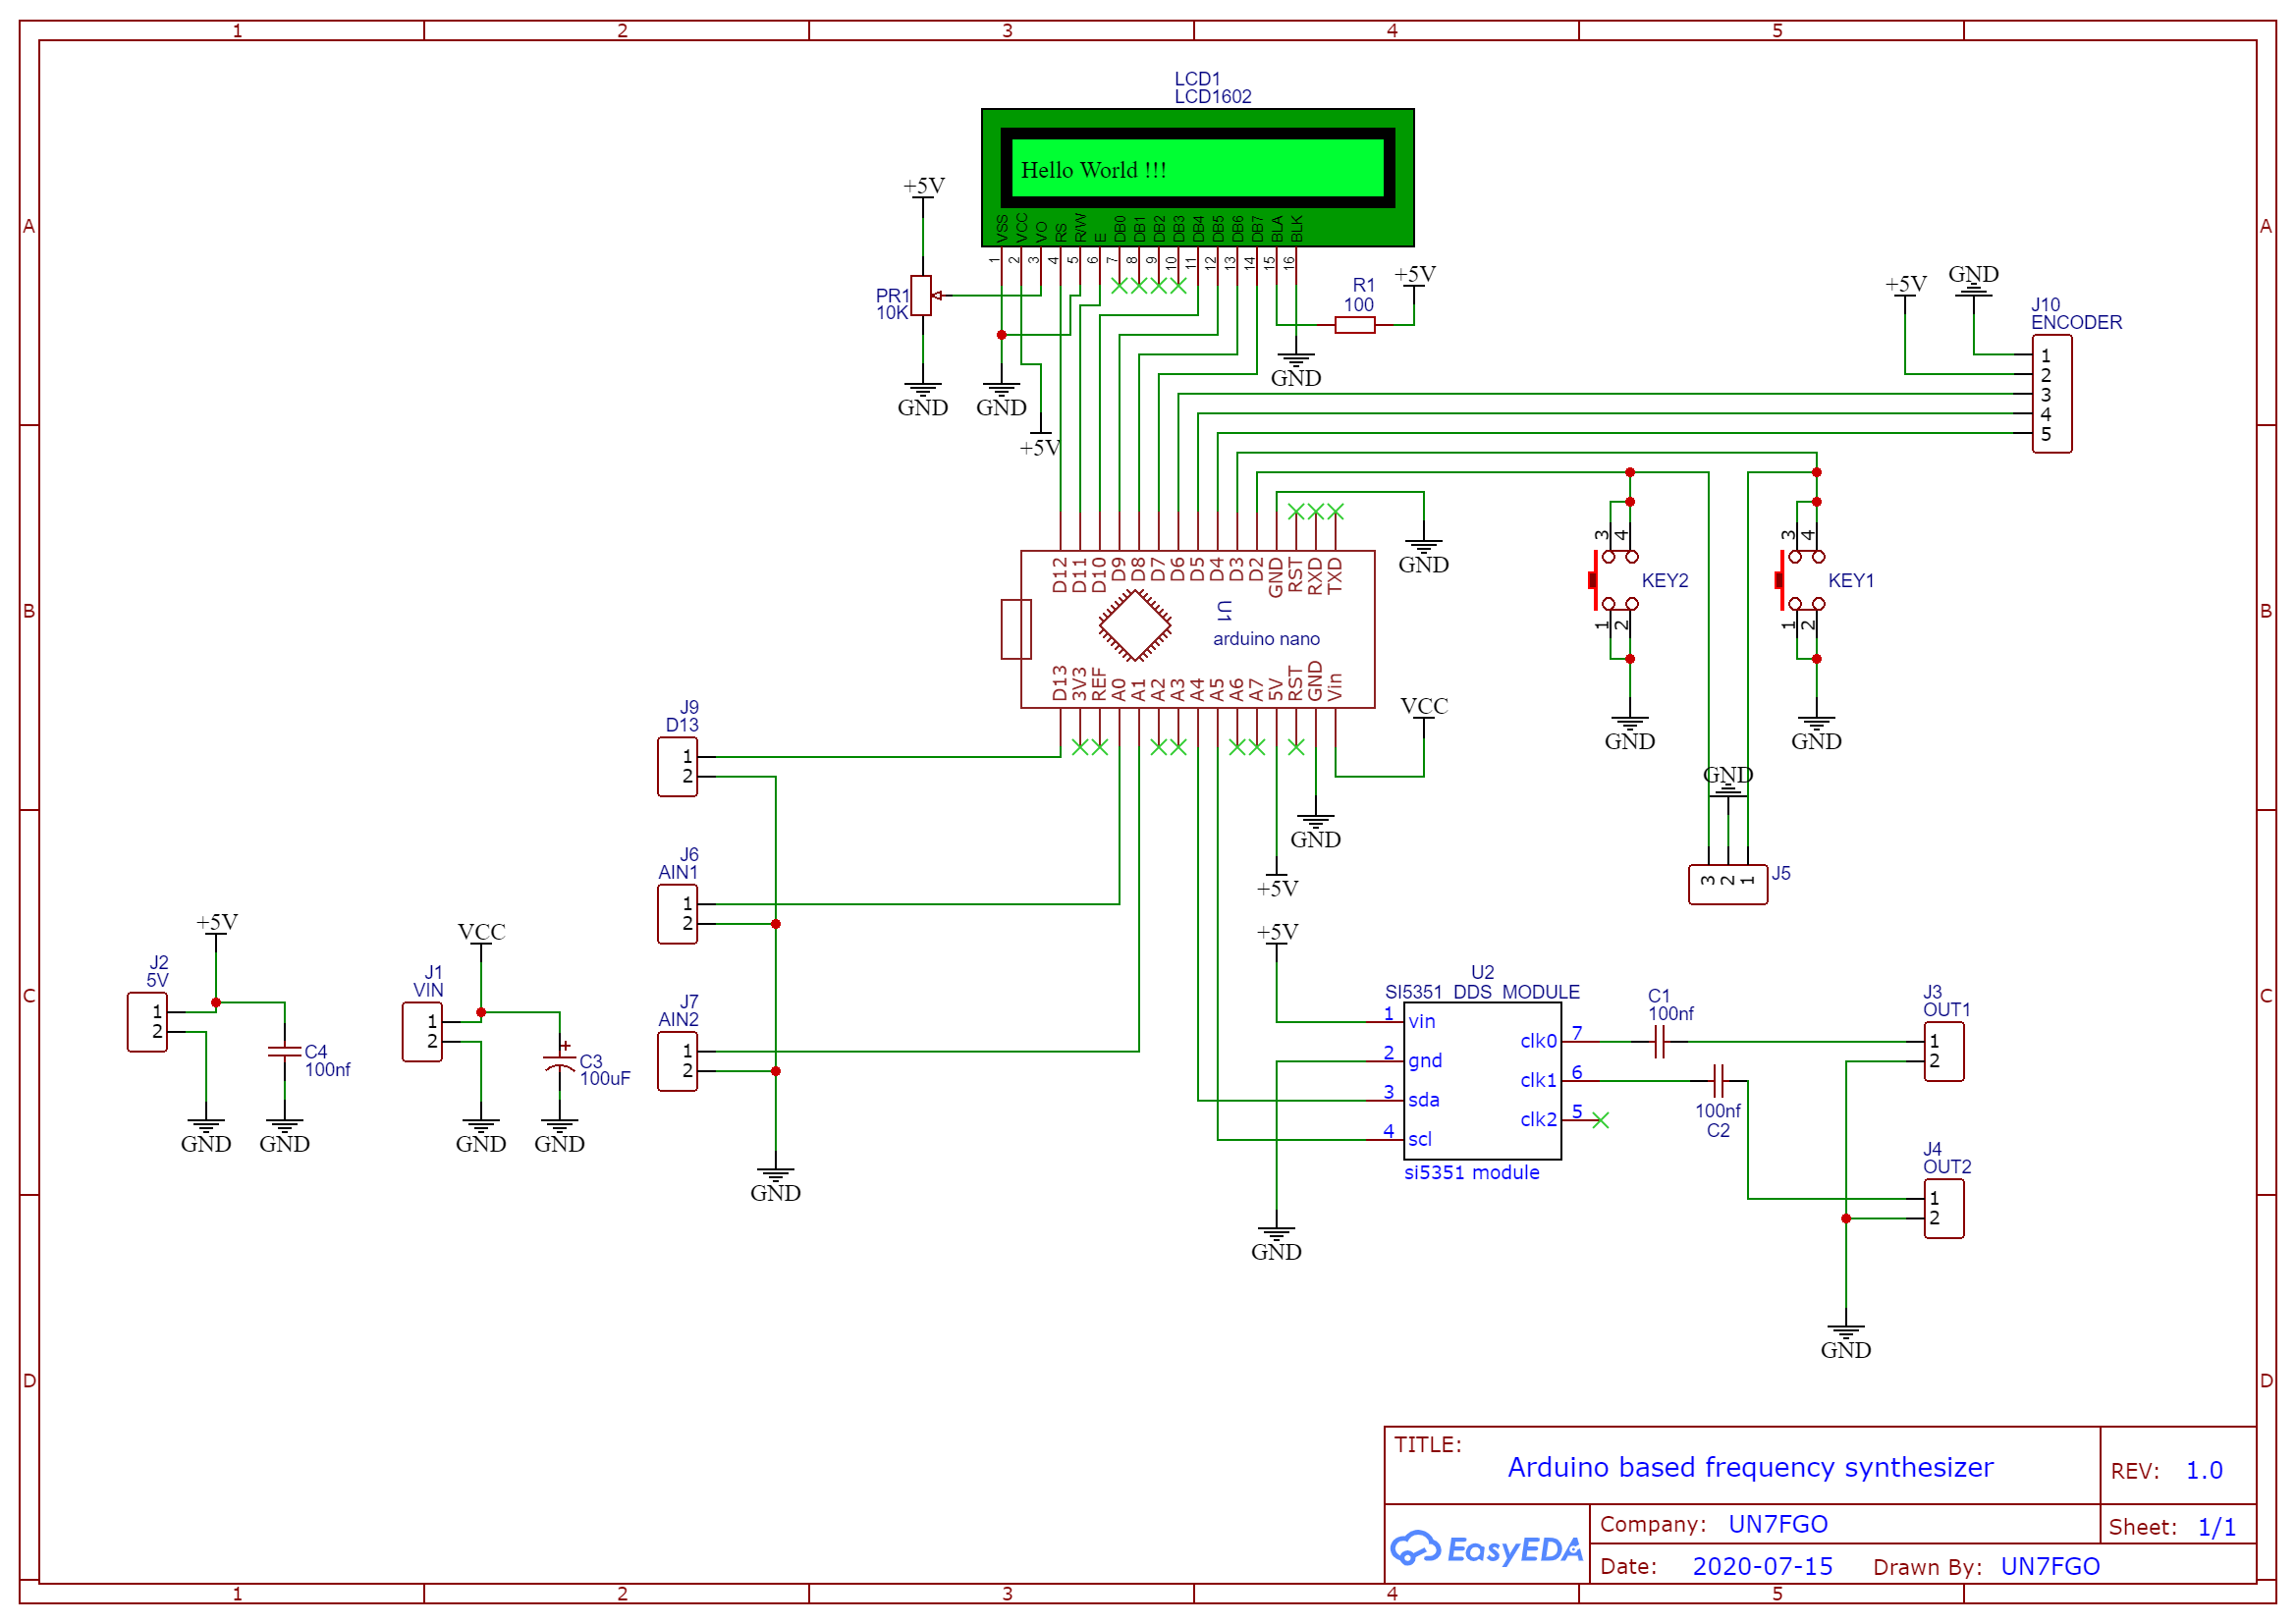 1 2 3 4 5
A A
B B
C C
D D
1 2 3 4 5
LCD1
LCD1602
Hello World !!!
VSS VCC VO RS R/W E DB0 DB1 DB2 DB3 DB4 DB5 DB6 DB7 BLA BLK
1 2 3 4 5 6 7 8 9 10 11 12 13 14 15 16
+5V
PR1
10K
GND
GND
+5V
R1
100
+5V
GND
+5V
GND
J10
ENCODER
1
2
3
4
5
GND
D12 D11 D10 D9 D8 D7 D6 D5 D4 D3 D2 GND RST RXD TXD
U1
arduino nano
D13 3V3 REF A0 A1 A2 A3 A4 A5 A6 A7 5V RST GND Vin
3 4
KEY2
1 2
GND
3 4
KEY1
1 2
GND
VCC
GND
+5V
GND
3 2 1
J5
J9
D13
1
2
J6
AIN1
1
2
J7
AIN2
1
2
GND
+5V
J2
5V
1
2
C4
100nf
GND
GND
VCC
J1
VIN
1
2
C3
100uF
GND
GND
+5V
U2
SI5351 DDS MODULE
1 vin
2 gnd
3 sda
4 scl
clk0 7
clk1 6
clk2 5
si5351 module
GND
C1
100nf
100nf
C2
J3
OUT1
1
2
J4
OUT2
1
2
GND
TITLE:
Arduino based frequency synthesizer
REV: 1.0
EasyEDA
Company: UN7FGO
Sheet: 1/1
Date: 2020-07-15
Drawn By: UN7FGO